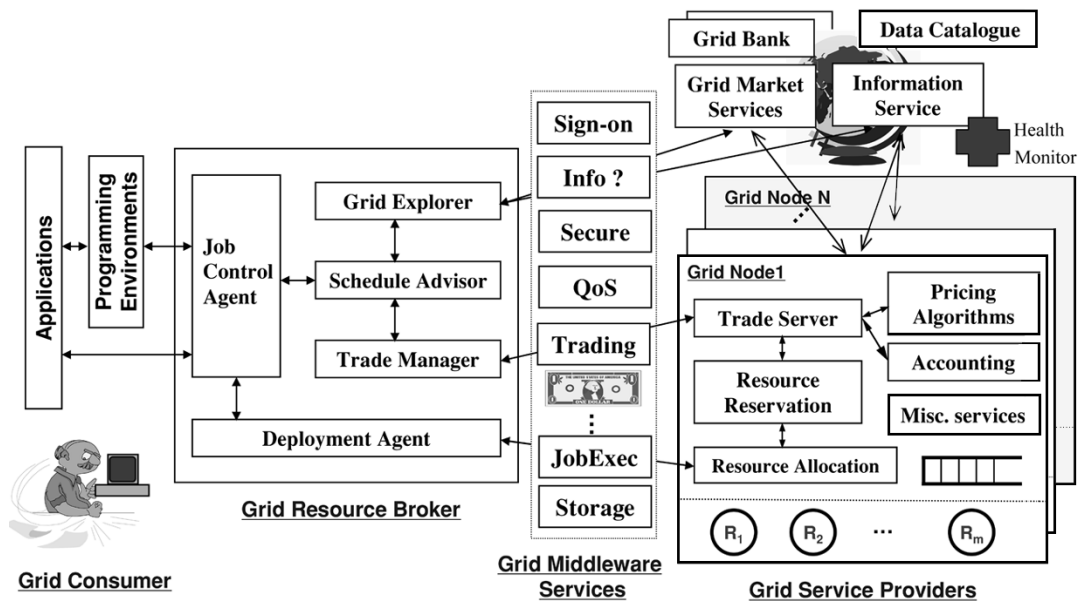 Applications
Programming
Environments
Job
Control
Agent
Grid Explorer
Schedule Advisor
Trade Manager
Deployment Agent
Grid Resource Broker
Grid Consumer
Sign-on
Info ?
Secure
QoS
Trading
ONE DOLLAR
JobExec
Storage
Grid Middleware
Services
Grid Bank
Data Catalogue
Grid Market
Services
Information
Service
Health
Monitor
Grid Node N
Grid Node1
Trade Server
Pricing
Algorithms
Accounting
Resource
Reservation
Misc. services
Resource Allocation
R1
R2
...
Rm
Grid Service Providers